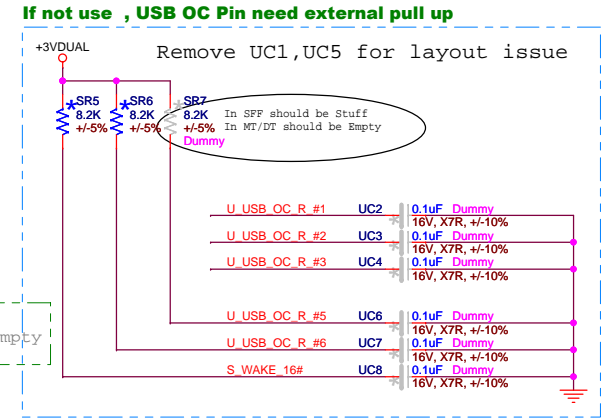 If not use , USB OC Pin need external pull up
+3VDUAL
Remove UC1,UC5 for layout issue
*SR5 *SR6 *SR7
8.2K 8.2K 8.2K
+/-5% +/-5% +/-5%
Dummy
In SFF should be Stuff
In MT/DT should be Empty
U_USB_OC_R_#1 UC2 0.1uF Dummy
* 16V, X7R, +/-10%
U_USB_OC_R_#2 UC3 0.1uF Dummy
* 16V, X7R, +/-10%
U_USB_OC_R_#3 UC4 0.1uF Dummy
* 16V, X7R, +/-10%
U_USB_OC_R_#5 UC6 0.1uF Dummy
* 16V, X7R, +/-10%
mpty
U_USB_OC_R_#6 UC7 0.1uF Dummy
* 16V, X7R, +/-10%
S_WAKE_16# UC8 0.1uF Dummy
* 16V, X7R, +/-10%